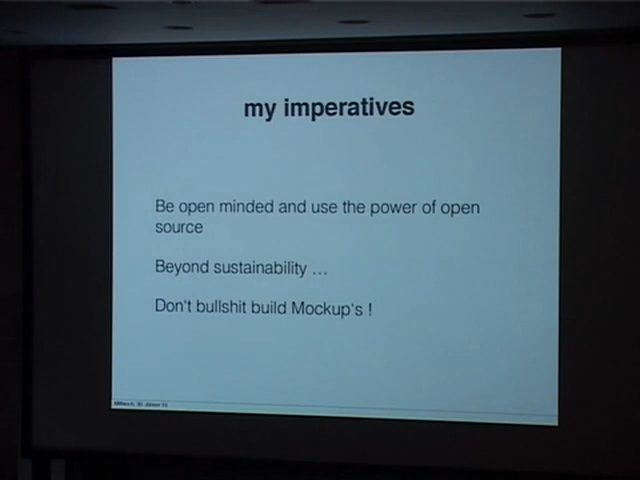 my imperatives
Be open minded and use the power of open
source
Beyond sustainability ...
Don't bullshit build Mockup's !